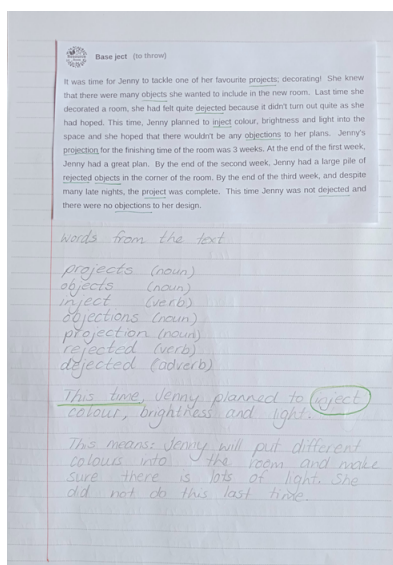 Base ject (to throw)
It was time for Jenny to tackle one of her favourite projects; decorating! She knew
that there were many objects she wanted to include in the new room. Last time she
decorated a room, she had felt quite dejected because it didn't turn out quite as she
had hoped. This time, Jenny planned to inject colour, brightness and light into the
space and she hoped that there wouldn't be any objections to her plans. Jenny's
projection for the finishing time of the room was 3 weeks. At the end of the first week,
Jenny had a great plan. By the end of the second week, Jenny had a large pile of
rejected objects in the corner of the room. By the end of the third week, and despite
many late nights, the project was complete. This time Jenny was not dejected and
there were no objections to her design.
words from the text
projects (noun)
objects (noun)
inject (verb)
objections (noun)
projection (noun)
rejected (verb)
dejected (adverb)
This time, Jenny planned to inject
colour, brightness and light.
This means: Jenny will put different
colours into the room and make
sure there is lots of light. She
did not do this last time.